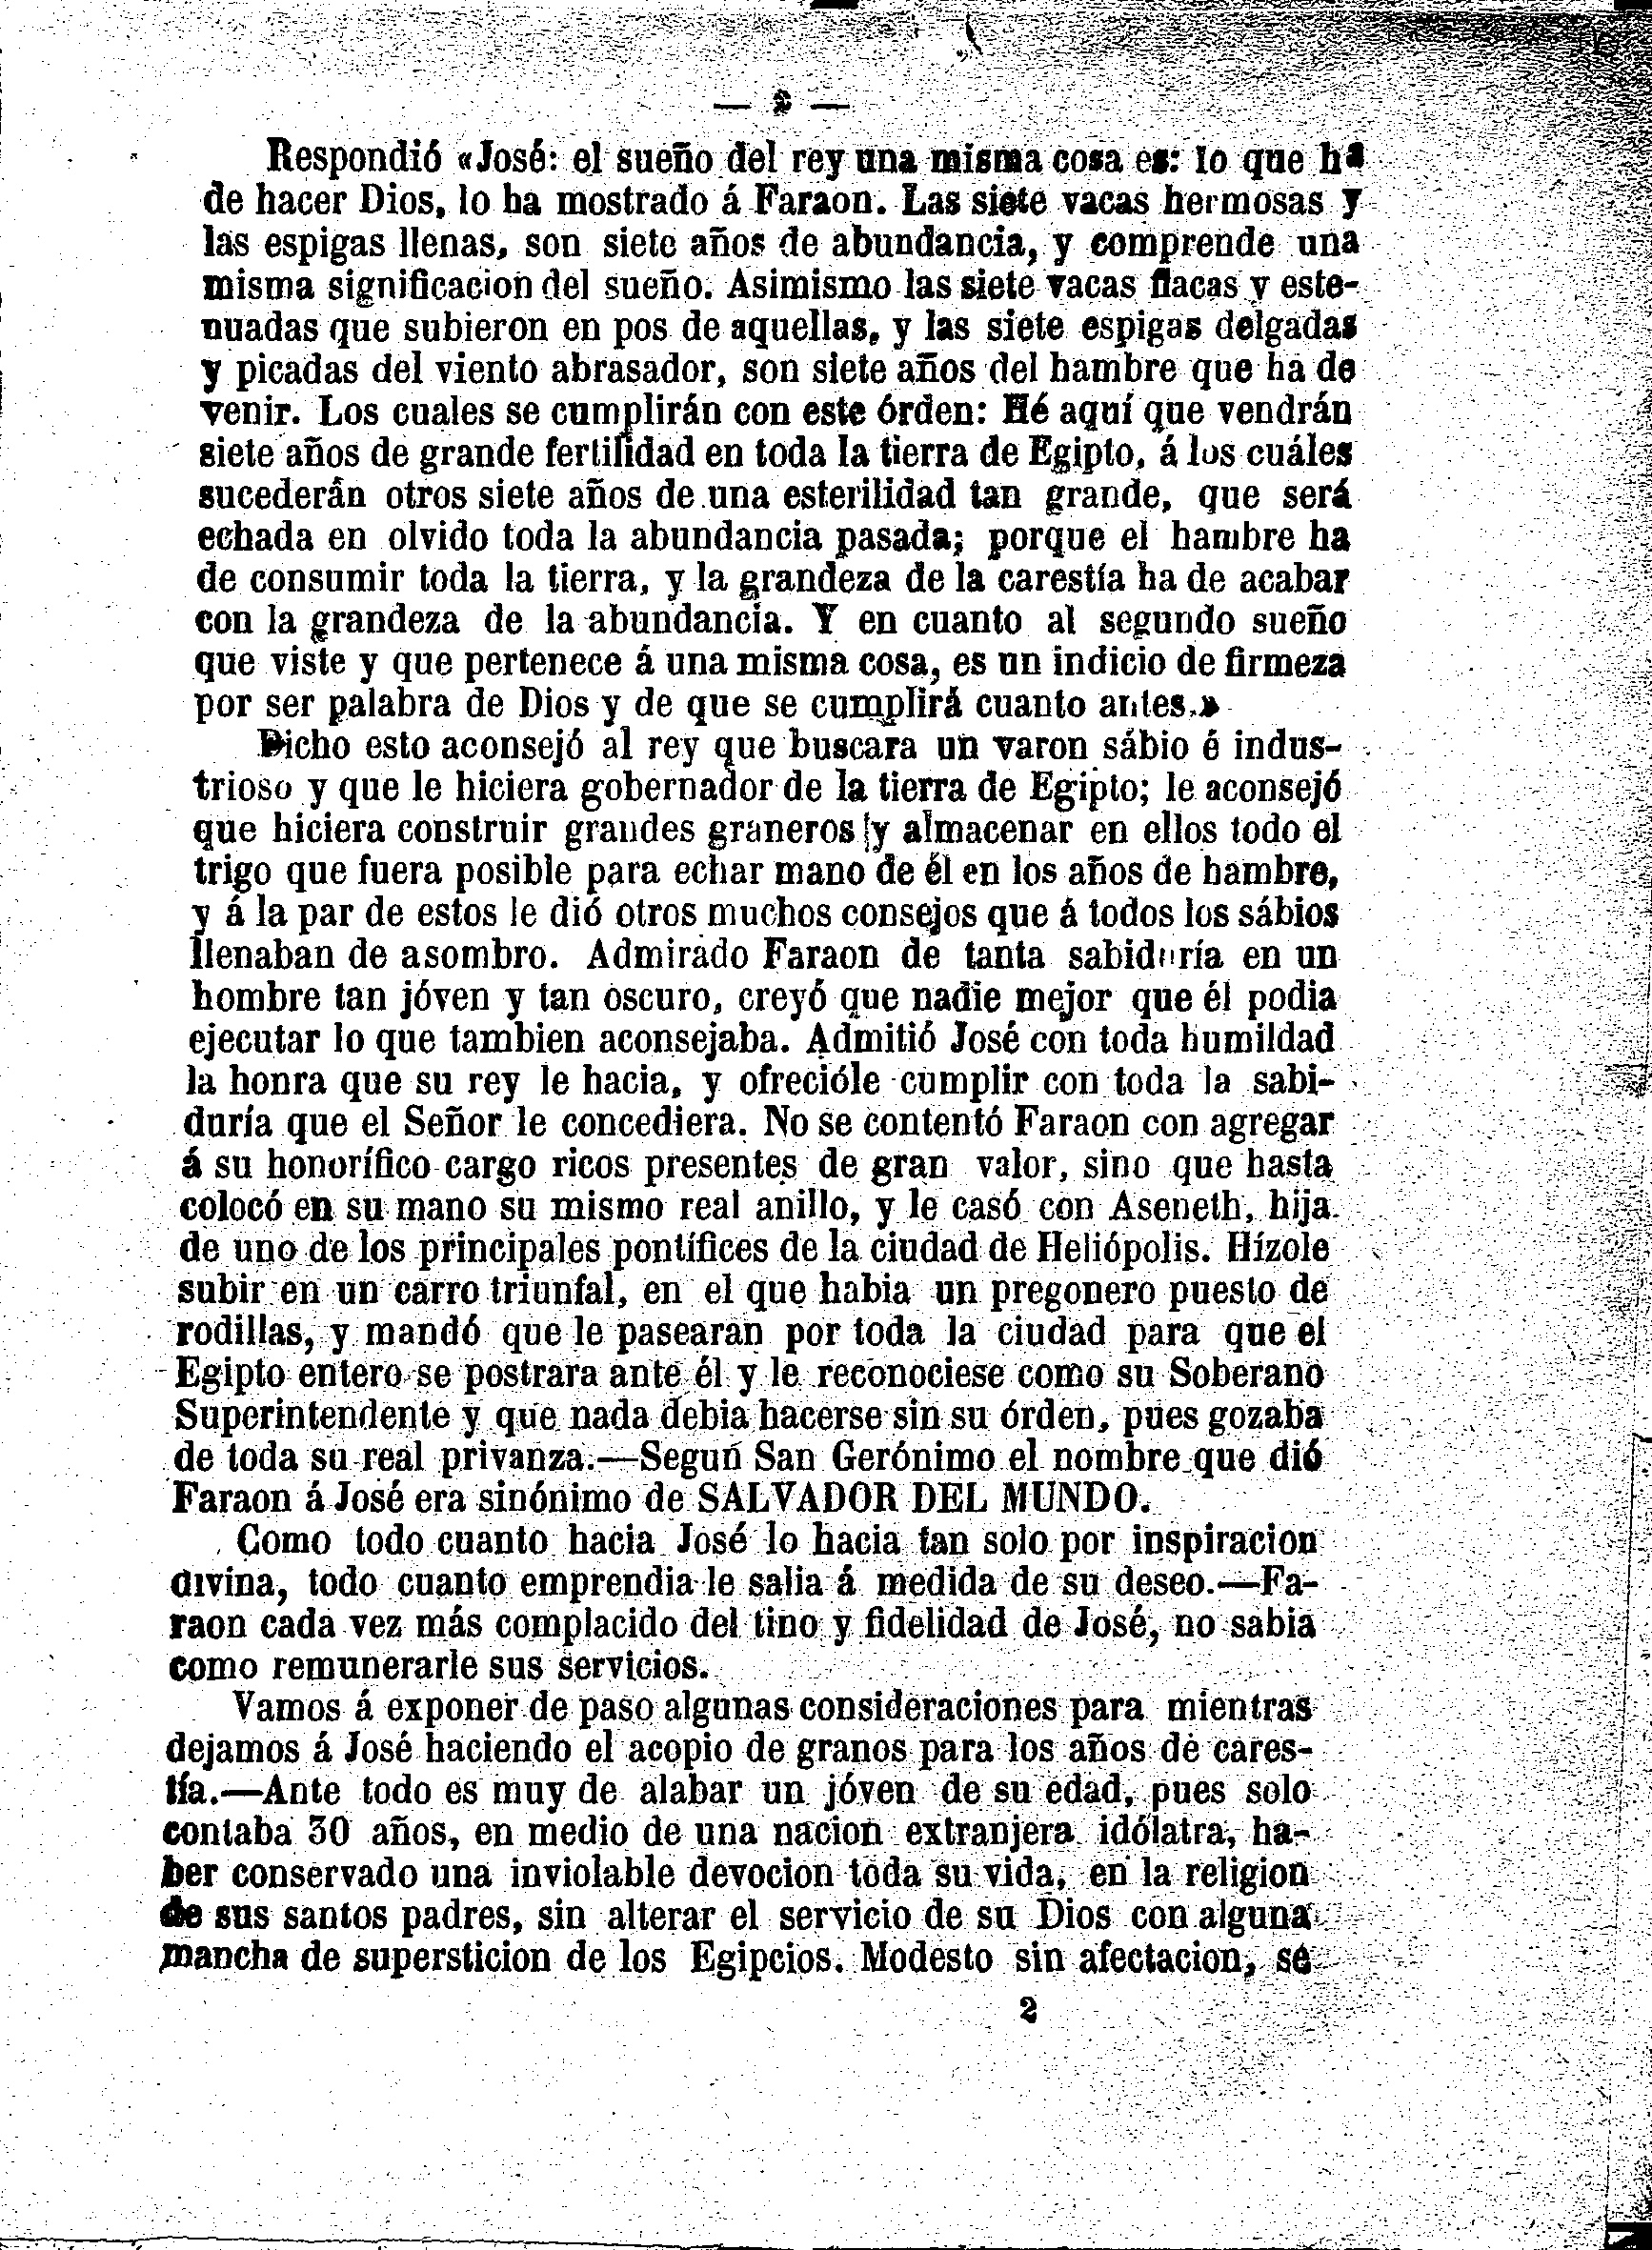 Respondió «José: el sueño del rey una misma cosa es: lo que ha
de hacer Dios, lo ha mostrado á Faraon. Las siete vacas hermosas y
las espigas llenas, son siete años de abundancia, y comprende una
misma significacion del sueño. Asimismo las siete vacas flacas y este-
nuadas que subieron en pos de aquellas, y las siete espigas delgadas
y picadas del viento abrasador, son siete años del hambre que ha de
venir. Los cuales se cumplirán con este órden: Hé aquí que vendrán
siete años de grande fertilidad en toda la tierra de Egipto, á los cuáles
sucederán otros siete años de una esterilidad tan grande, que será
echada en olvido toda la abundancia pasada; porque el hambre ha
de consumir toda la tierra, y la grandeza de la carestía ha de acabar
con la grandeza de la abundancia. Y en cuanto al segundo sueño
que viste y que pertenece á una misma cosa, es un indicio de firmeza
por ser palabra de Dios y de que se cumplirá cuanto antes.»
Dicho esto aconsejó al rey que buscara un varon sábio é indus-
trioso y que le hiciera gobernador de la tierra de Egipto; le aconsejó
que hiciera construir grandes graneros y almacenar en ellos todo el
trigo que fuera posible para echar mano de él en los años de hambre,
y á la par de estos le dió otros muchos consejos que á todos los sábios
llenaban de asombro. Admirado Faraon de tanta sabiduría en un
hombre tan jóven y tan oscuro, creyó que nadie mejor que él podia
ejecutar lo que tambien aconsejaba. Admitió José con toda humildad
la honra que su rey le hacia, y ofrecióle cumplir con toda la sabi-
duría que el Señor le concediera. No se contentó Faraon con agregar
á su honorífico cargo ricos presentes de gran valor, sino que hasta
colocó en su mano su mismo real anillo, y le casó con Aseneth, hija
de uno de los principales pontífices de la ciudad de Heliópolis. Hízole
subir en un carro triunfal, en el que habia un pregonero puesto de
rodillas, y mandó que le pasearan por toda la ciudad para que el
Egipto entero se postrara ante él y le reconociese como su Soberano
Superintendente y que nada debia hacerse sin su órden, pues gozaba
de toda su real privanza.—Segun San Gerónimo el nombre que dió
Faraon á José era sinónimo de SALVADOR DEL MUNDO.
Como todo cuanto hacia José lo hacia tan solo por inspiracion
divina, todo cuanto emprendia le salia á medida de su deseo.—Fa-
raon cada vez más complacido del tino y fidelidad de José, no sabia
como remunerarle sus servicios.
Vamos á exponer de paso algunas consideraciones para mientras
dejamos á José haciendo el acopio de granos para los años de cares-
tía.—Ante todo es muy de alabar un jóven de su edad, pues solo
contaba 30 años, en medio de una nacion extranjera idólatra, ha-
ber conservado una inviolable devocion toda su vida, en la religion
de sus santos padres, sin alterar el servicio de su Dios con alguna
mancha de supersticion de los Egipcios. Modesto sin afectacion, se
2